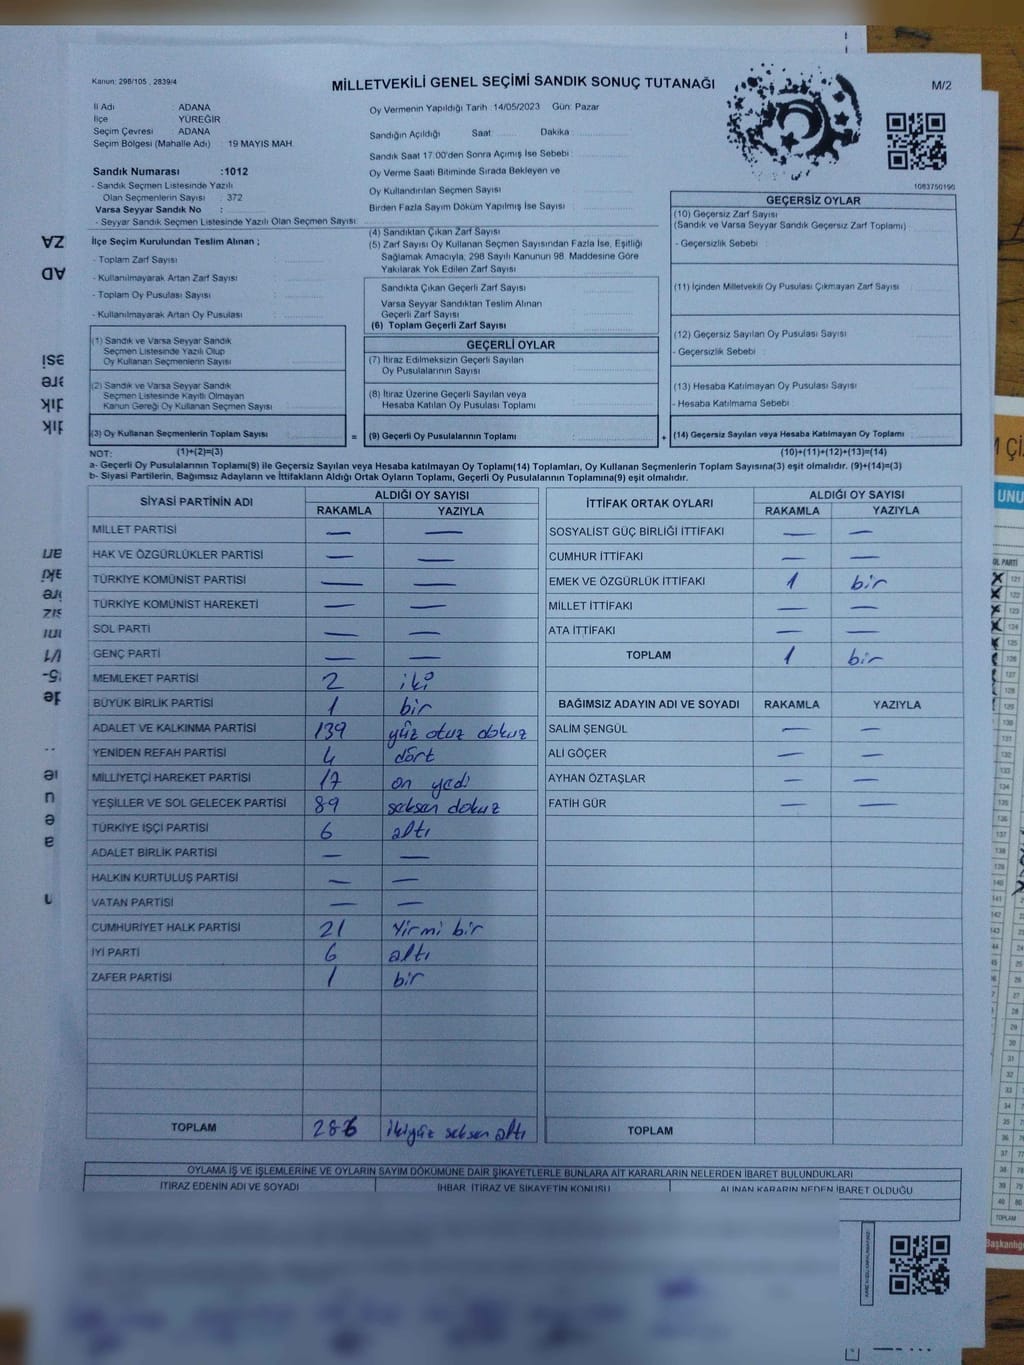 Kanun: 298/105 , 2839/4
MİLLETVEKİLİ GENEL SEÇİMİ SANDIK SONUÇ TUTANAĞI
M/2
İl Adı ADANA
İlçe YÜREĞİR
Seçim Çevresi ADANA
Seçim Bölgesi (Mahalle Adı) 19 MAYIS MAH.
Oy Vermenin Yapıldığı Tarih :14/05/2023 Gün: Pazar
Sandığın Açıldığı Saat: Dakika :
Sandık Saat 17.00'den Sonra Açımış İse Sebebi :
Oy Verme Saati Bitiminde Sırada Bekleyen ve
Oy Kullandırılan Seçmen Sayısı
Birden Fazla Sayım Döküm Yapılmış İse Sayısı :
1083750190
Sandık Numarası :1012
- Sandık Seçmen Listesinde Yazılı
Olan Seçmenlerin Sayısı : 372
Varsa Seyyar Sandık No :
- Seyyar Sandık Seçmen Listesinde Yazılı Olan Seçmen Sayısı:
İlçe Seçim Kurulundan Teslim Alınan ;
- Toplam Zarf Sayısı :
- Kullanılmayarak Artan Zarf Sayısı :
- Toplam Oy Pusulası Sayısı :
- Kullanılmayarak Artan Oy Pusulası :
(4) Sandıktan Çıkan Zarf Sayısı :
(5) Zarf Sayısı Oy Kullanan Seçmen Sayısından Fazla İse, Eşitliği
Sağlamak Amacıyla, 298 Sayılı Kanunun 98. Maddesine Göre
Yakılarak Yok Edilen Zarf Sayısı :
Sandıkta Çıkan Geçerli Zarf Sayısı :
Varsa Seyyar Sandıktan Teslim Alınan
Geçerli Zarf Sayısı :
(6) Toplam Geçerli Zarf Sayısı :
GEÇERSİZ OYLAR
(10) Geçersiz Zarf Sayısı :
(Sandık ve Varsa Seyyar Sandık Geçersiz Zarf Toplamı)
- Geçersizlik Sebebi :
(11) İçinden Milletvekili Oy Pusulası Çıkmayan Zarf Sayısı :
(12) Geçersiz Sayılan Oy Pusulası Sayısı :
- Geçersizlik Sebebi :
(13) Hesaba Katılmayan Oy Pusulası Sayısı :
- Hesaba Katılmama Sebebi :
(1) Sandık ve Varsa Seyyar Sandık
Seçmen Listesinde Yazılı Olup
Oy Kullanan Seçmenlerin Sayısı :
(2) Sandık ve Varsa Seyyar Sandık
Seçmen Listesinde Kayıtlı Olmayan
Kanun Gereği Oy Kullanan Seçmen Sayısı :
GEÇERLİ OYLAR
(7) İtiraz Edilmeksizin Geçerli Sayılan
Oy Pusulalarının Sayısı :
(8) İtiraz Üzerine Geçerli Sayılan veya
Hesaba Katılan Oy Pusulası Toplamı :
(3) Oy Kullanan Seçmenlerin Toplam Sayısı : = (9) Geçerli Oy Pusulalarının Toplamı : + (14) Geçersiz Sayılan veya Hesaba Katılmayan Oy Toplamı :
NOT: (1)+(2)=(3) (10)+(11)+(12)+(13)=(14)
a- Geçerli Oy Pusulalarının Toplamı(9) ile Geçersiz Sayılan veya Hesaba katılmayan Oy Toplamı(14) Toplamları, Oy Kullanan Seçmenlerin Toplam Sayısına(3) eşit olmalıdır. (9)+(14)=(3)
b- Siyasi Partilerin, Bağımsız Adayların ve İttifakların Aldığı Oyların Toplamı, Geçerli Oy Pusulalarının Toplamına(9) eşit olmalıdır.
SİYASİ PARTİNİN ADI ALDIĞI OY SAYISI
RAKAMLA YAZIYLA
MİLLET PARTİSİ — —
HAK VE ÖZGÜRLÜKLER PARTİSİ — —
TÜRKİYE KOMÜNİST PARTİSİ — —
TÜRKİYE KOMÜNİST HAREKETİ — —
SOL PARTİ — —
GENÇ PARTİ — —
MEMLEKET PARTİSİ 2 iki
BÜYÜK BİRLİK PARTİSİ 1 bir
ADALET VE KALKINMA PARTİSİ 139 yüz otuz dokuz
YENİDEN REFAH PARTİSİ 4 dört
MİLLİYETÇİ HAREKET PARTİSİ 17 on yedi
YEŞİLLER VE SOL GELECEK PARTİSİ 89 seksen dokuz
TÜRKİYE İŞÇİ PARTİSİ 6 altı
ADALET BİRLİK PARTİSİ — —
HALKIN KURTULUŞ PARTİSİ — —
VATAN PARTİSİ — —
CUMHURİYET HALK PARTİSİ 21 Yirmi bir
İYİ PARTİ 6 altı
ZAFER PARTİSİ 1 bir
TOPLAM 286 ikiyüz seksen altı
İTTİFAK ORTAK OYLARI ALDIĞI OY SAYISI
RAKAMLA YAZIYLA
SOSYALİST GÜÇ BİRLİĞİ İTTİFAKI — —
CUMHUR İTTİFAKI — —
EMEK VE ÖZGÜRLÜK İTTİFAKI 1 bir
MİLLET İTTİFAKI — —
ATA İTTİFAKI — —
TOPLAM 1 bir
BAĞIMSIZ ADAYIN ADI VE SOYADI RAKAMLA YAZIYLA
SALİM ŞENGÜL — —
ALİ GÖÇER — —
AYHAN ÖZTAŞLAR — —
FATİH GÜR — —
TOPLAM
OYLAMA İŞ VE İŞLEMLERİNE VE OYLARIN SAYIM DÖKÜMÜNE DAİR ŞİKAYETLERLE BUNLARA AİT KARARLARIN NELERDEN İBARET BULUNDUKLARI
İTİRAZ EDENİN ADI VE SOYADI İHBAR, İTİRAZ VE ŞİKAYETİN KONUSU ALINAN KARARIN NEDEN İBARET OLDUĞU